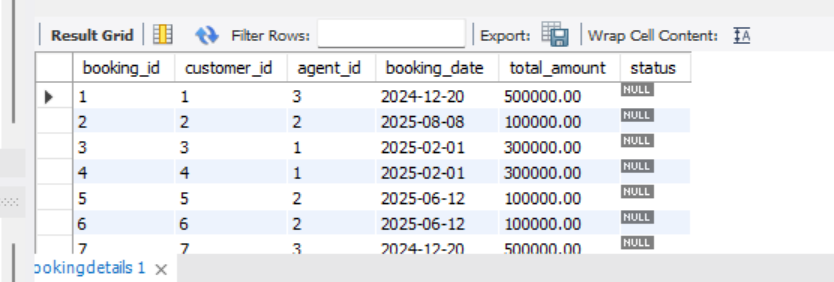 Result Grid Filter Rows: Export: Wrap Cell Content: IA
booking_id customer_id agent_id booking_date total_amount status
1 1 3 2024-12-20 500000.00 NULL
2 2 2 2025-08-08 100000.00 NULL
3 3 1 2025-02-01 300000.00 NULL
4 4 1 2025-02-01 300000.00 NULL
5 5 2 2025-06-12 100000.00 NULL
6 6 2 2025-06-12 100000.00 NULL
7 7 3 2024-12-20 500000.00 NULL
ookingdetails 1